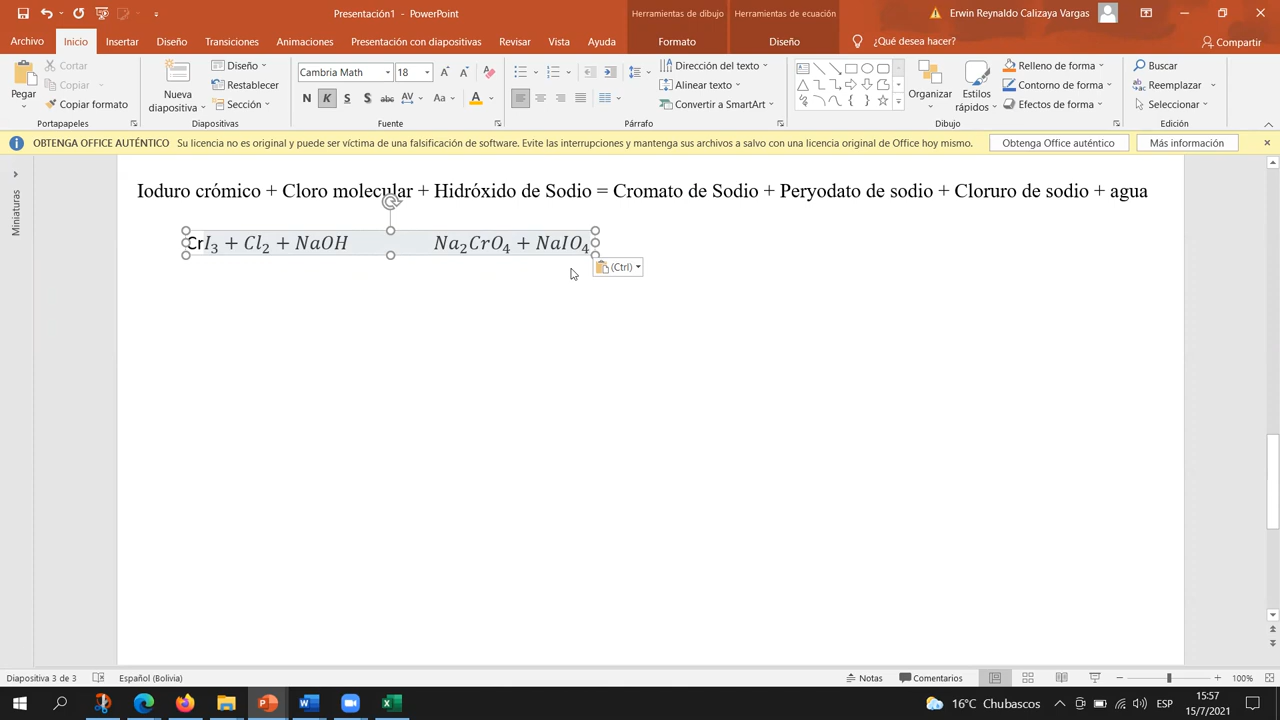 Presentación1 - PowerPoint
Herramientas de dibujo
Herramientas de ecuación
Erwin Reynaldo Calizaya Vargas
Archivo Inicio Insertar Diseño Transiciones Animaciones Presentación con diapositivas Revisar Vista Ayuda Formato Diseño ¿Qué desea hacer? Compartir
Pegar
Cortar
Copiar
Copiar formato
Portapapeles
Nueva diapositiva
Diseño
Restablecer
Sección
Diapositivas
Cambria Math 18
N K S S abc AV Aa A
Fuente
Párrafo
Dirección del texto
Alinear texto
Convertir a SmartArt
Organizar
Estilos rápidos
Relleno de forma
Contorno de forma
Efectos de forma
Dibujo
Buscar
Reemplazar
Seleccionar
Edición
OBTENGA OFFICE AUTÉNTICO Su licencia no es original y puede ser víctima de una falsificación de software. Evite las interrupciones y mantenga sus archivos a salvo con una licencia original de Office hoy mismo. Obtenga Office auténtico Más información
Miniaturas
Ioduro crómico + Cloro molecular + Hidróxido de Sodio = Cromato de Sodio + Peryodato de sodio + Cloruro de sodio + agua
CrI₃ + Cl₂ + NaOH Na₂CrO₄ + NaIO₄
(Ctrl)
Diapositiva 3 de 3 Español (Bolivia) Notas Comentarios 100%
16°C Chubascos ESP 15:57
15/7/2021